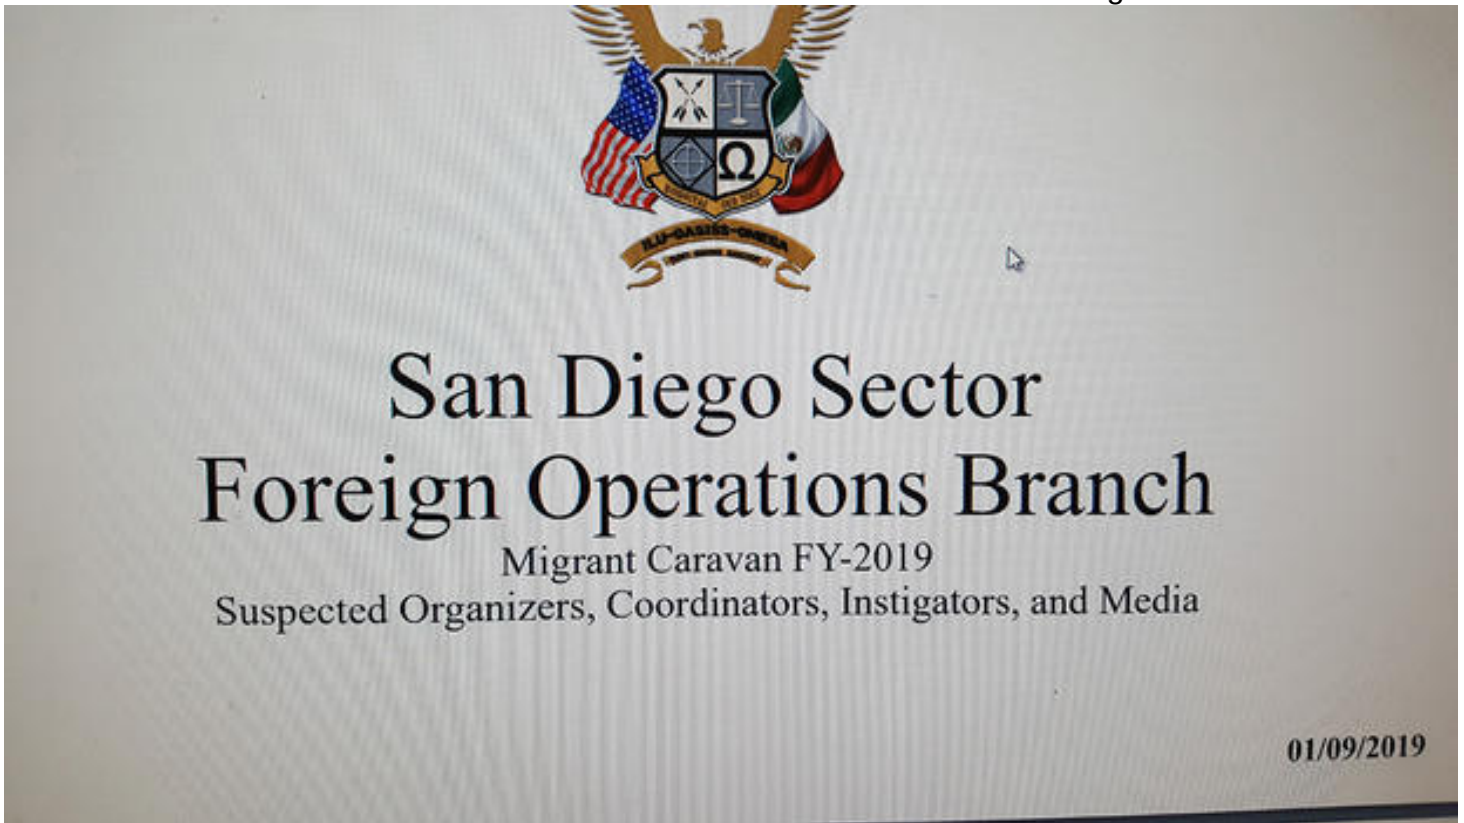 Ω
ILU-OASISS-OMEGA
San Diego Sector
Foreign Operations Branch
Migrant Caravan FY-2019
Suspected Organizers, Coordinators, Instigators, and Media
01/09/2019